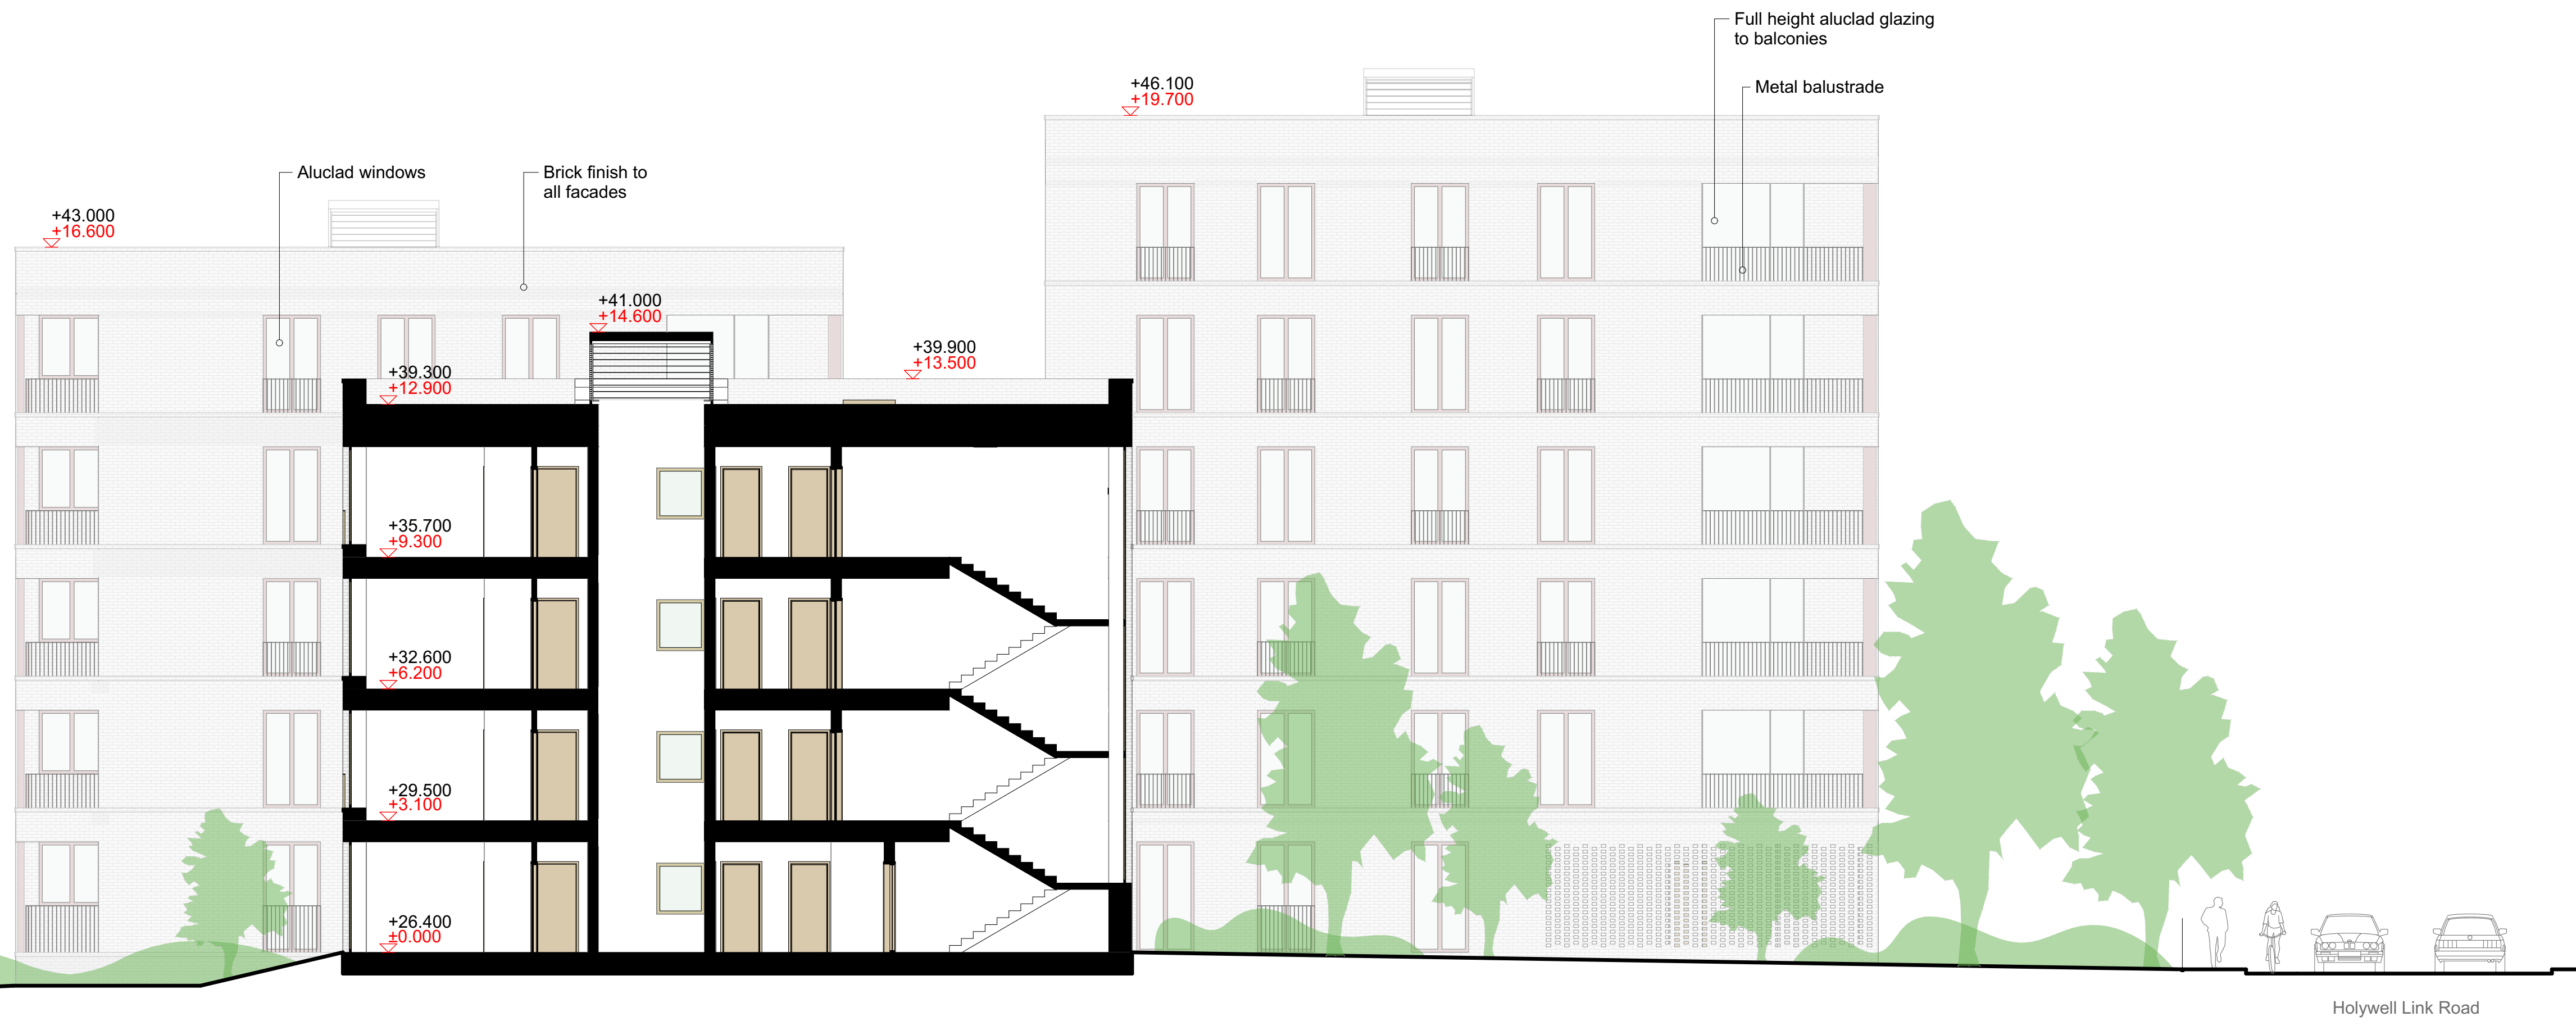 Full height aluclad glazing
to balconies
Metal balustrade
+46.100
+19.700
Aluclad windows
Brick finish to
all facades
+43.000
+16.600
+41.000
+14.600
+39.900
+13.500
+39.300
+12.900
+35.700
+9.300
+32.600
+6.200
+29.500
+3.100
+26.400
+0.000
Holywell Link Road